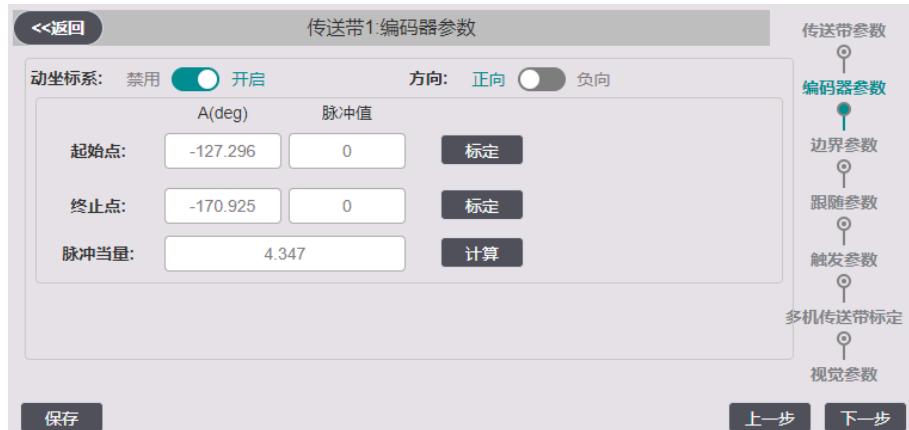 <<返回
传送带1:编码器参数
传送带参数
动坐标系: 禁用 开启 方向: 正向 负向
编码器参数
A(deg) 脉冲值
起始点: -127.296 0 标定
边界参数
终止点: -170.925 0 标定
跟随参数
脉冲当量: 4.347 计算
触发参数
多机传送带标定
视觉参数
保存 上一步 下一步